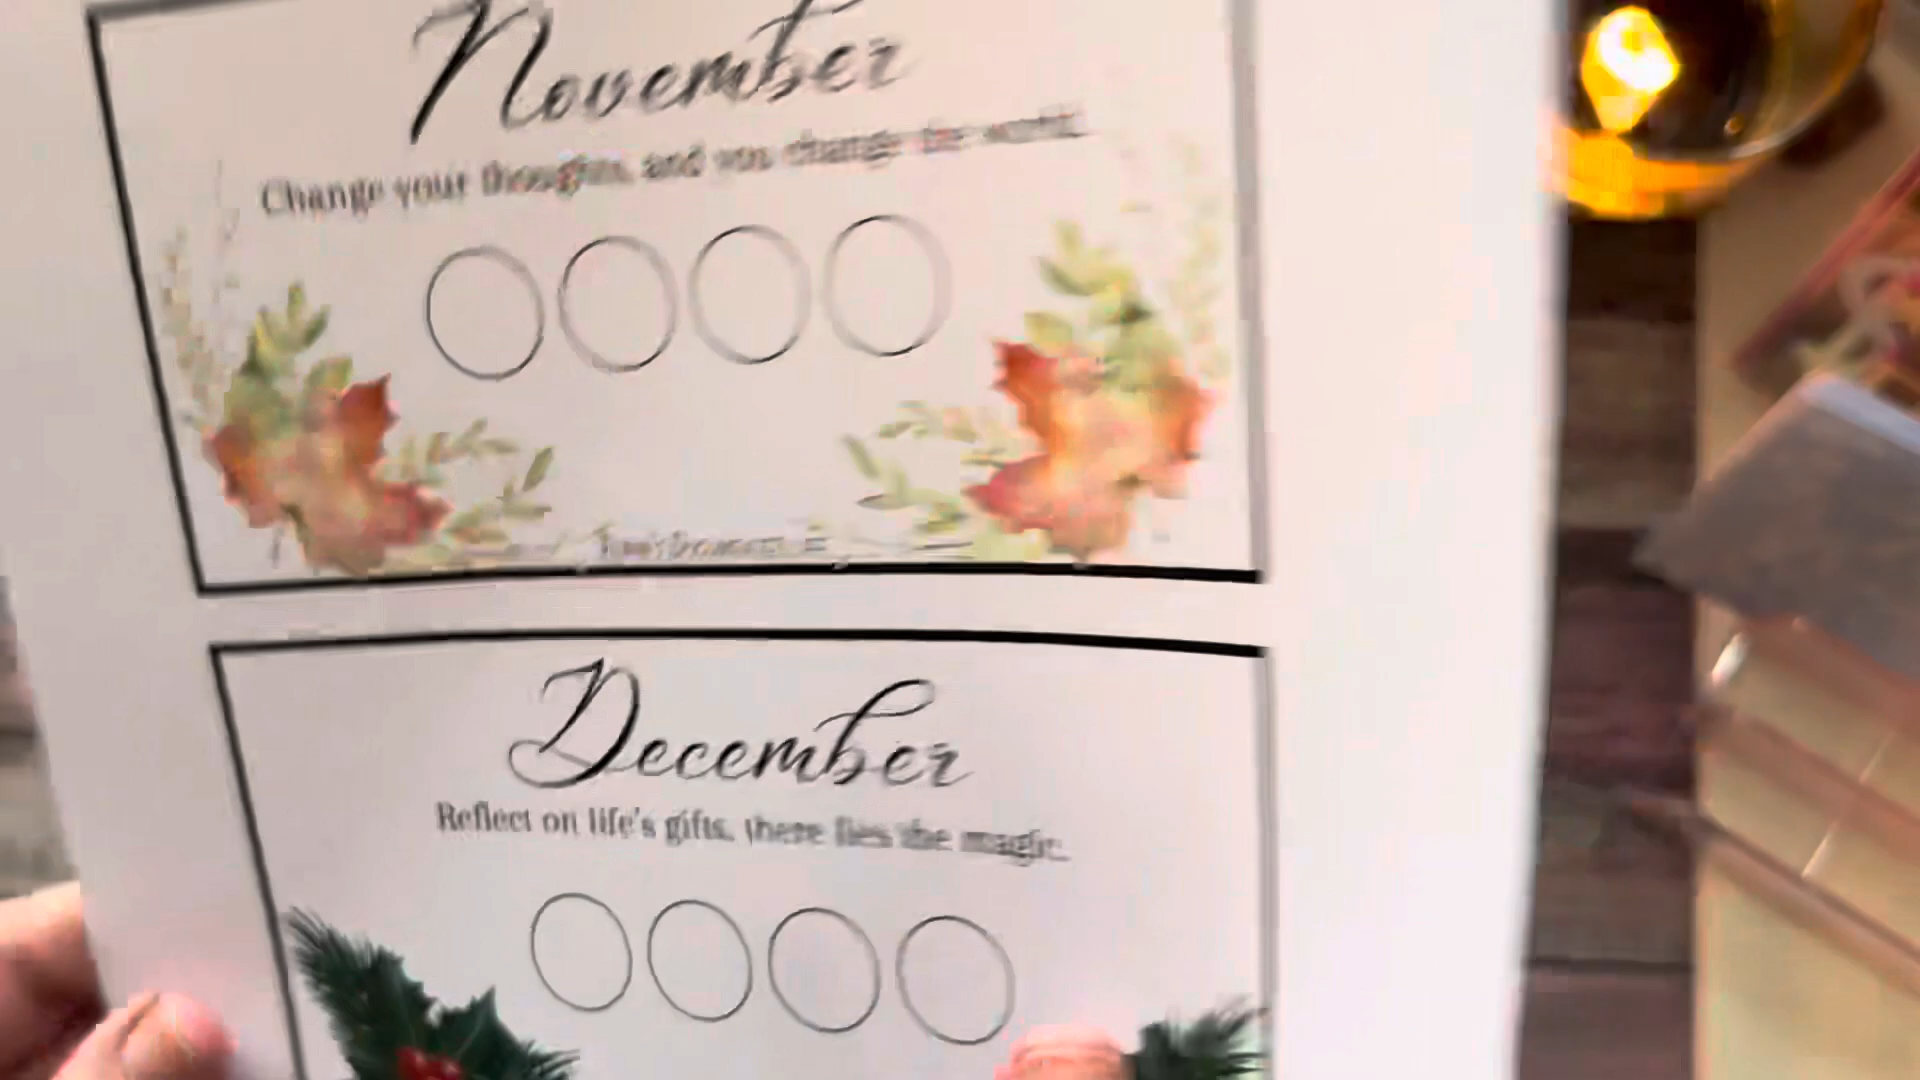 November
Change your thoughts, and you change the world.
December
Reflect on life's gifts, there lies the magic.